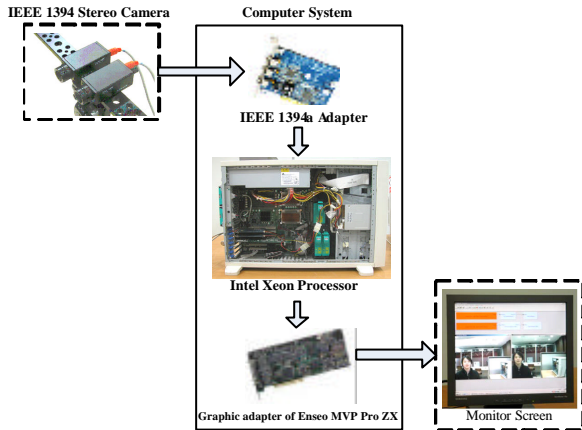 IEEE 1394 Stereo Camera
Computer System
IEEE 1394a Adapter
Intel Xeon Processor
Graphic adapter of Enseo MVP Pro ZX
Monitor Screen